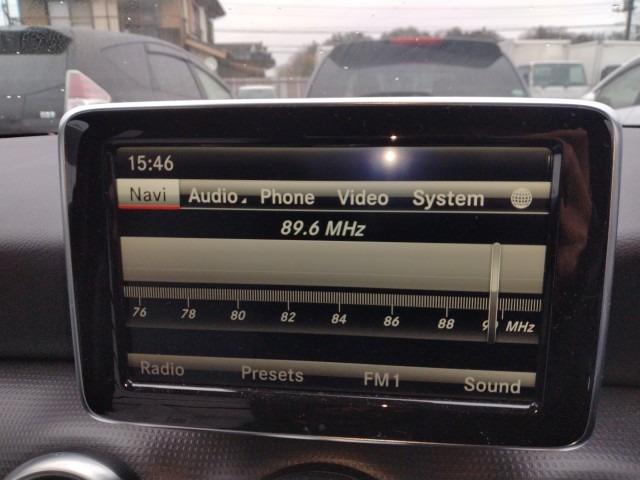 15:46
Navi Audio Phone Video System
89.6 MHz
76 78 80 82 84 86 88 90 MHz
Radio Presets FM1 Sound